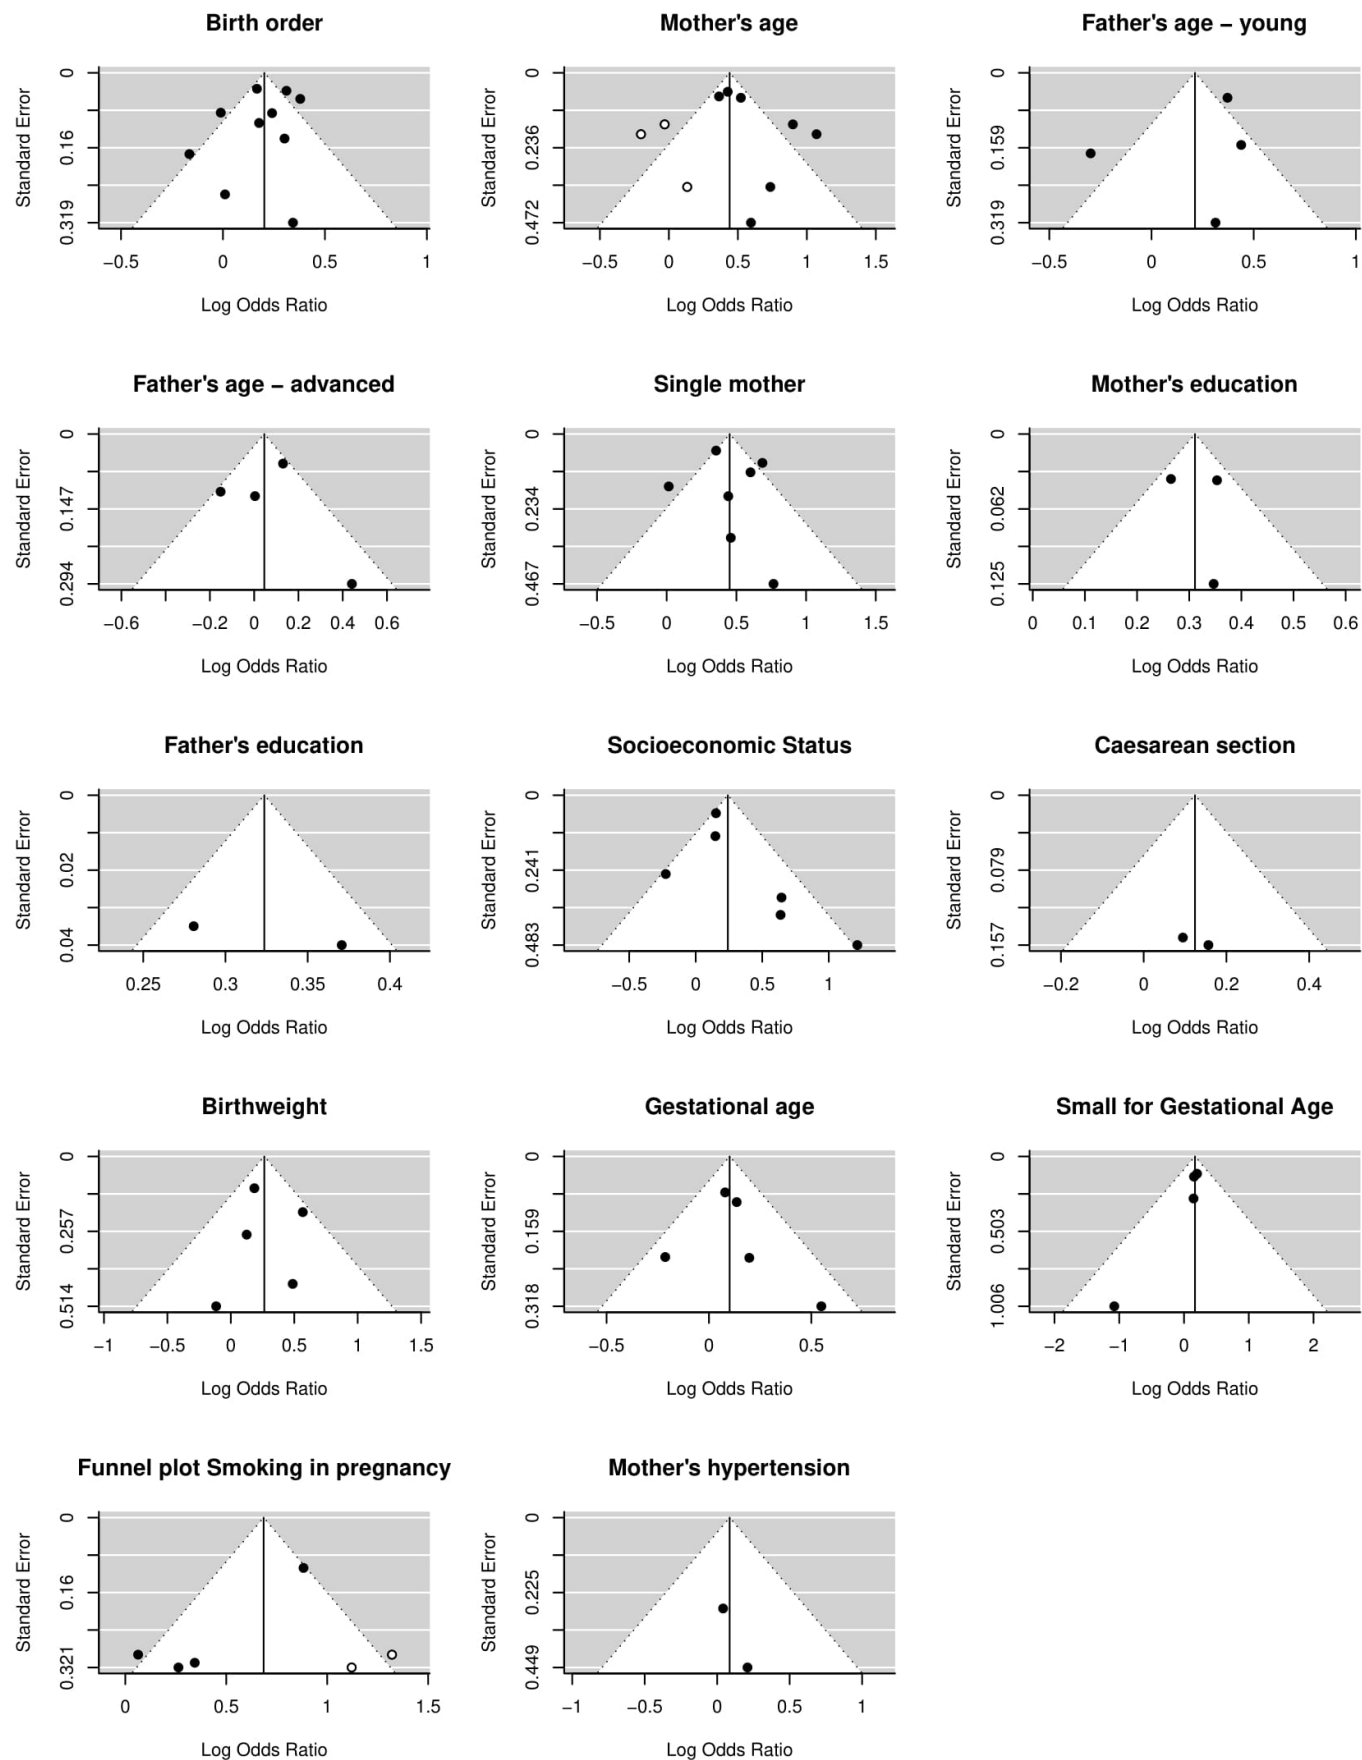 Birth order
Standard Error
0
0.16
0.319
−0.5 0 0.5 1
Log Odds Ratio
Mother's age
Standard Error
0
0.236
0.472
−0.5 0 0.5 1 1.5
Log Odds Ratio
Father's age − young
Standard Error
0
0.159
0.319
−0.5 0 0.5 1
Log Odds Ratio
Father's age − advanced
Standard Error
0
0.147
0.294
−0.6 −0.2 0 0.2 0.4 0.6
Log Odds Ratio
Single mother
Standard Error
0
0.234
0.467
−0.5 0 0.5 1 1.5
Log Odds Ratio
Mother's education
Standard Error
0
0.062
0.125
0 0.1 0.2 0.3 0.4 0.5 0.6
Log Odds Ratio
Father's education
Standard Error
0
0.02
0.04
0.25 0.3 0.35 0.4
Log Odds Ratio
Socioeconomic Status
Standard Error
0
0.241
0.483
−0.5 0 0.5 1
Log Odds Ratio
Caesarean section
Standard Error
0
0.079
0.157
−0.2 0 0.2 0.4
Log Odds Ratio
Birthweight
Standard Error
0
0.257
0.514
−1 −0.5 0 0.5 1 1.5
Log Odds Ratio
Gestational age
Standard Error
0
0.159
0.318
−0.5 0 0.5
Log Odds Ratio
Small for Gestational Age
Standard Error
0
0.503
1.006
−2 −1 0 1 2
Log Odds Ratio
Funnel plot Smoking in pregnancy
Standard Error
0
0.16
0.321
0 0.5 1 1.5
Log Odds Ratio
Mother's hypertension
Standard Error
0
0.225
0.449
−1 −0.5 0 0.5 1
Log Odds Ratio